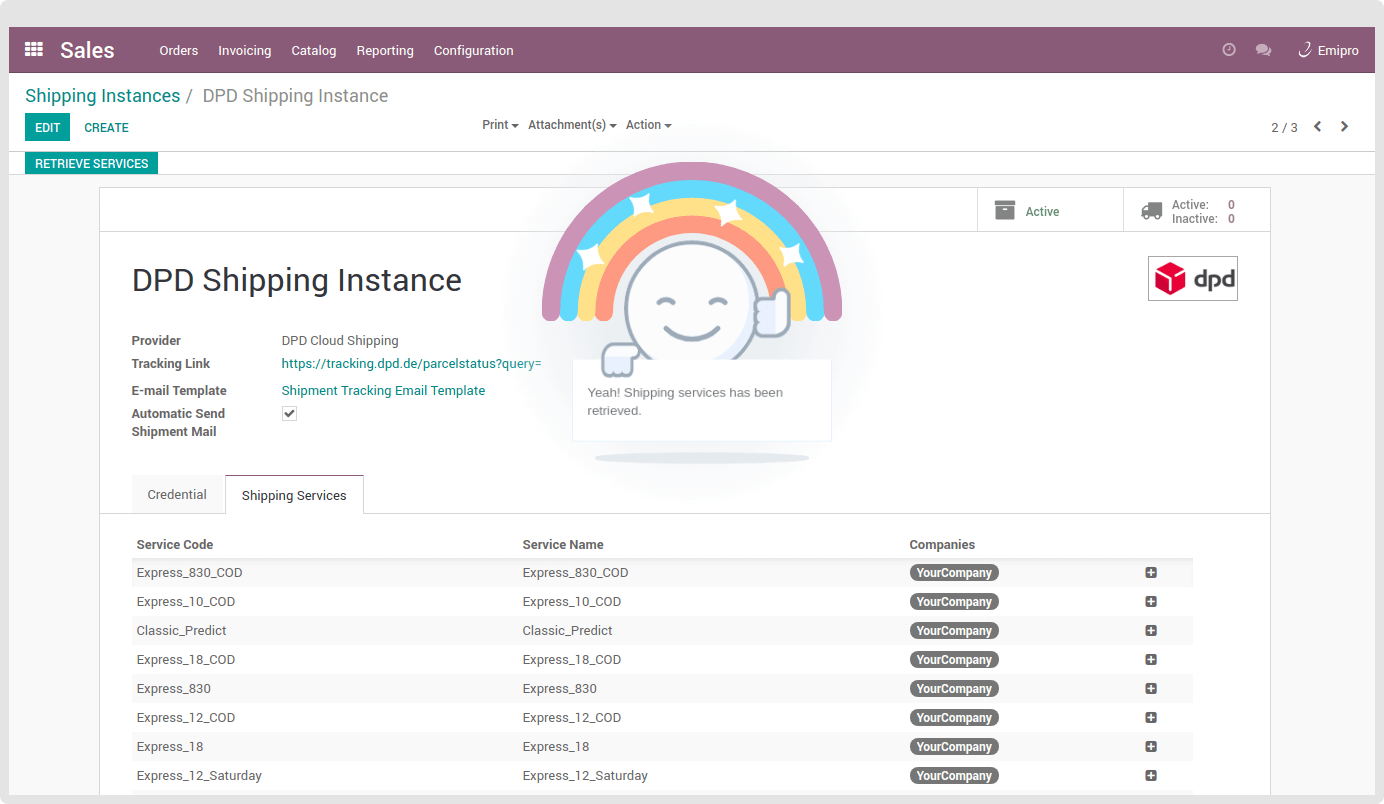 Sales Orders Invoicing Catalog Reporting Configuration Emipro
Shipping Instances / DPD Shipping Instance
EDIT CREATE Print Attachment(s) Action 2 / 3
RETRIEVE SERVICES
Active Active: 0
Inactive: 0
DPD Shipping Instance dpd
Provider DPD Cloud Shipping
Tracking Link https://tracking.dpd.de/parcelstatus?query=
E-mail Template Shipment Tracking Email Template
Automatic Send
Shipment Mail
Yeah! Shipping services has been
retrieved.
Credential Shipping Services
Service Code Service Name Companies
Express_830_COD Express_830_COD YourCompany
Express_10_COD Express_10_COD YourCompany
Classic_Predict Classic_Predict YourCompany
Express_18_COD Express_18_COD YourCompany
Express_830 Express_830 YourCompany
Express_12_COD Express_12_COD YourCompany
Express_18 Express_18 YourCompany
Express_12_Saturday Express_12_Saturday YourCompany